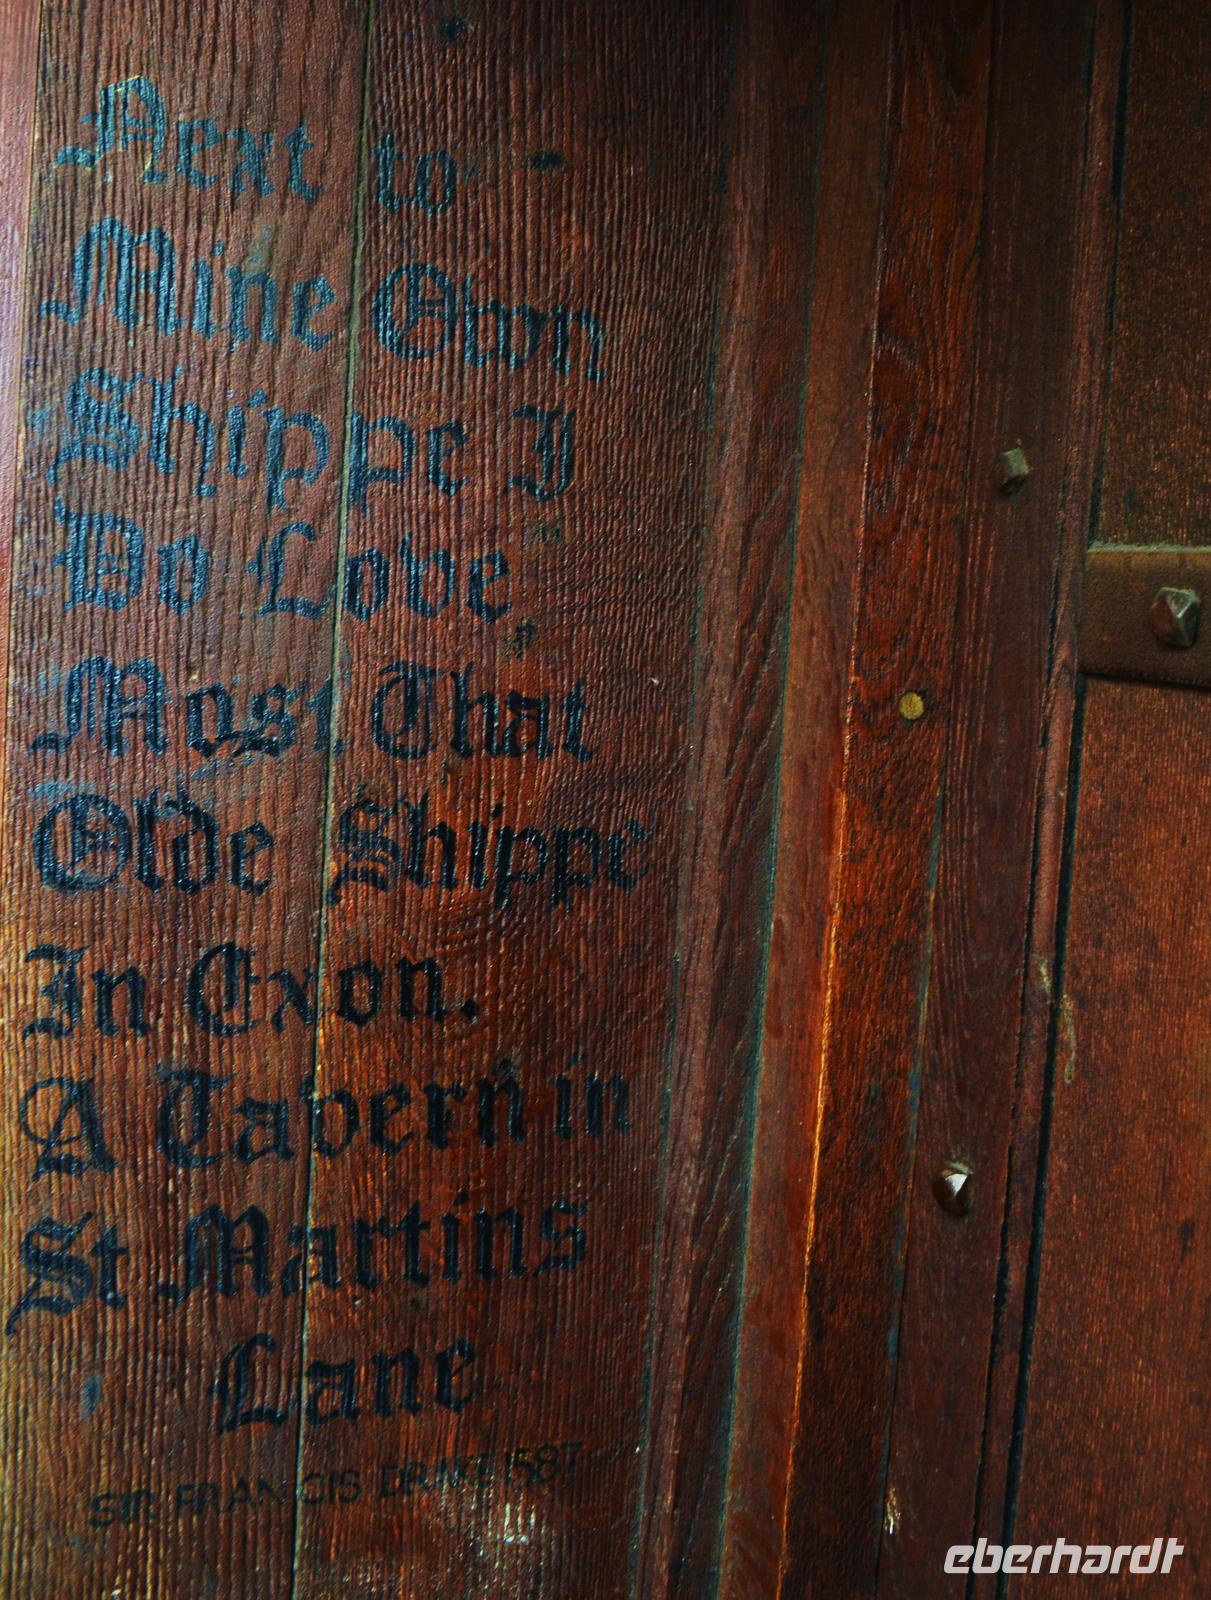 Next to
Mine Own
Shippe I
Do Love
Most That
Olde Shippe
In Exon.
A Tavern in
St Martins
Lane
SIR FRANCIS DRAKE 1587
eberhardt